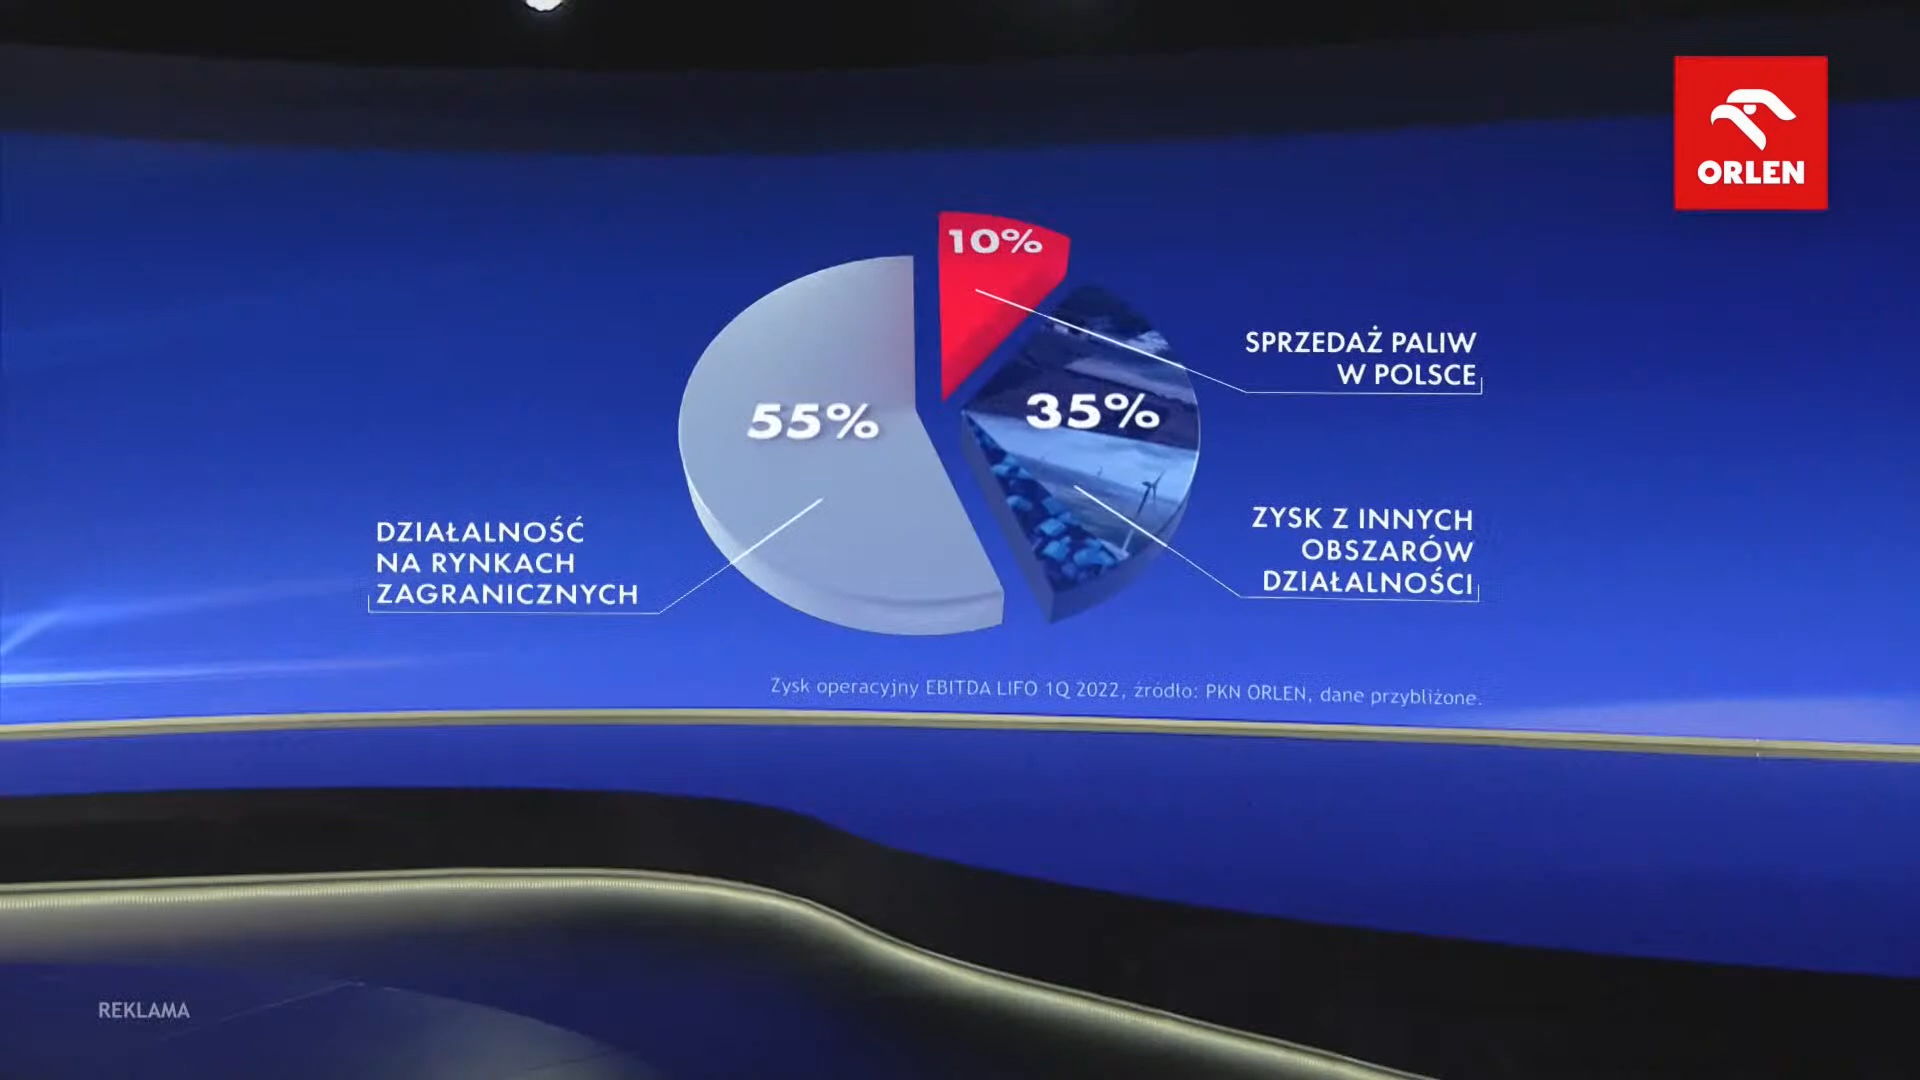 ORLEN
10%
SPRZEDAŻ PALIW
W POLSCE
55%
35%
DZIAŁALNOŚĆ
NA RYNKACH
ZAGRANICZNYCH
ZYSK Z INNYCH
OBSZARÓW
DZIAŁALNOŚCI
Zysk operacyjny EBITDA LIFO 1Q 2022, źródło: PKN ORLEN, dane przybliżone.
REKLAMA